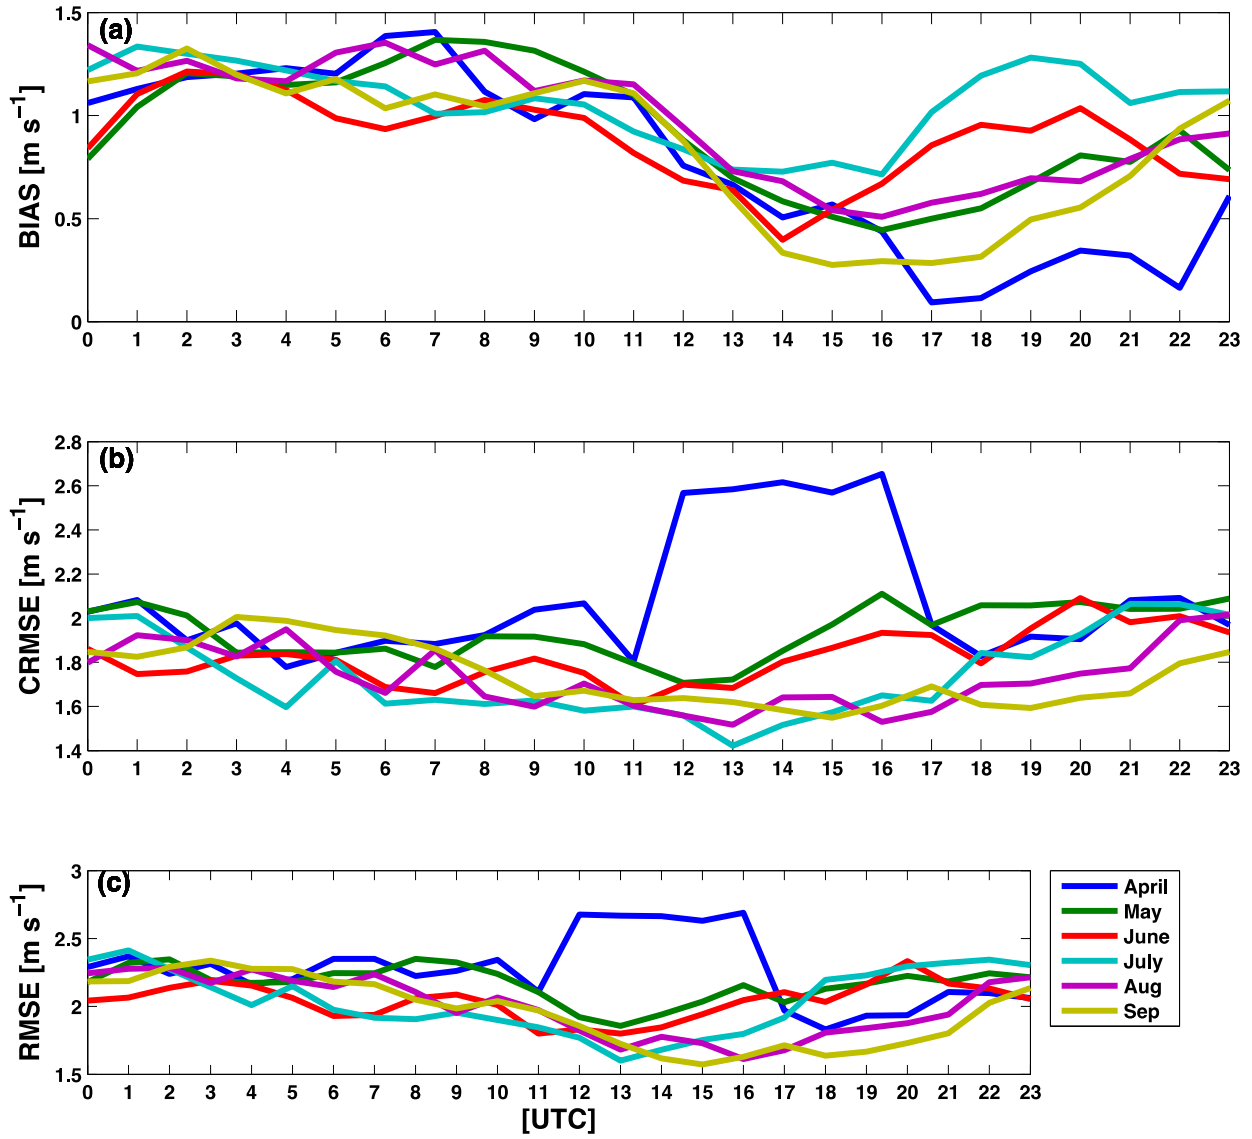 (a)
BIAS [m s⁻¹]
1.5
1
0.5
0
0 1 2 3 4 5 6 7 8 9 10 11 12 13 14 15 16 17 18 19 20 21 22 23
(b)
CRMSE [m s⁻¹]
2.8
2.6
2.4
2.2
2
1.8
1.6
1.4
0 1 2 3 4 5 6 7 8 9 10 11 12 13 14 15 16 17 18 19 20 21 22 23
(c)
RMSE [m s⁻¹]
3
2.5
2
1.5
0 1 2 3 4 5 6 7 8 9 10 11 12 13 14 15 16 17 18 19 20 21 22 23
[UTC]
April
May
June
July
Aug
Sep